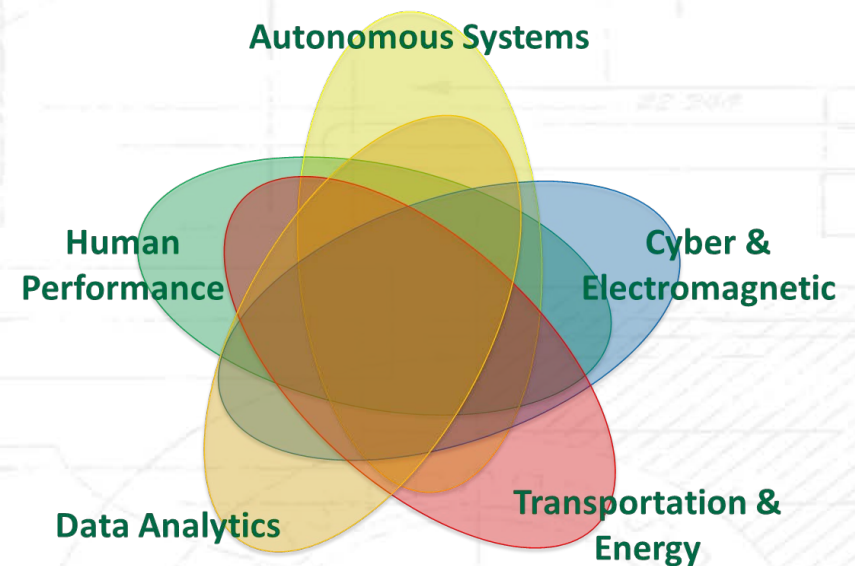 Autonomous Systems
Human
Performance
Cyber &
Electromagnetic
Data Analytics
Transportation &
Energy